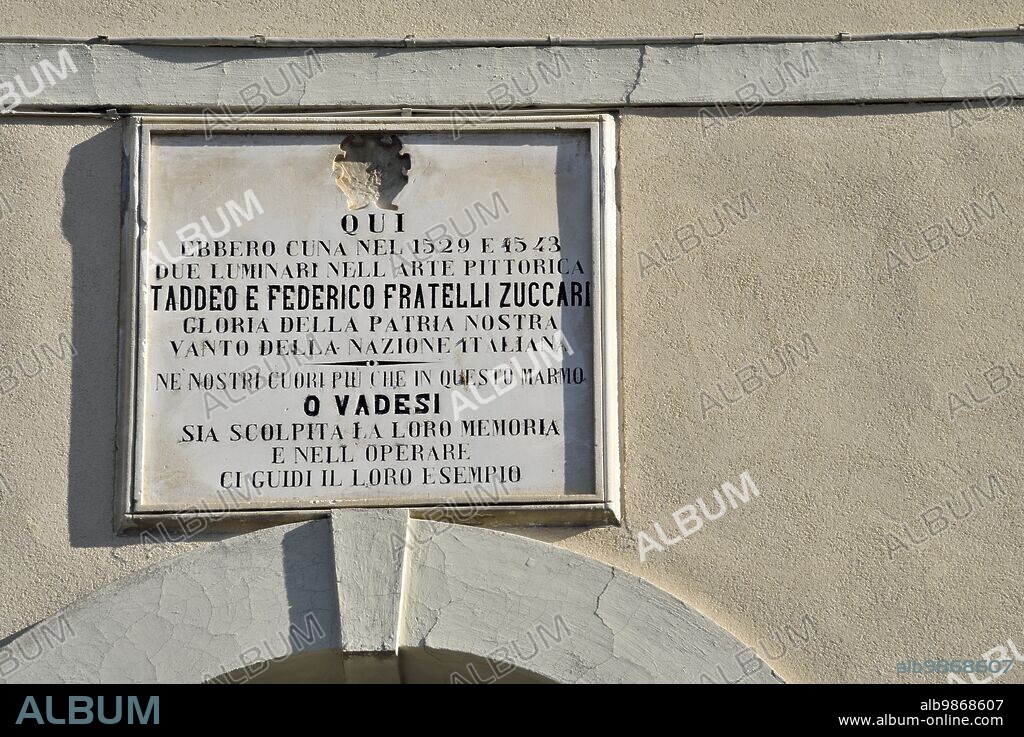 QUI
EBBERO CUNA NEL 1529 E 1543
DUE LUMINARI NELL'ARTE PITTORICA
TADDEO E FEDERICO FRATELLI ZUCCARI
GLORIA DELLA PATRIA NOSTRA
VANTO DELLA NAZIONE ITALIANA
NE' NOSTRI CUORI PIÙ CHE IN QUESTO MARMO
O VADESI
SIA SCOLPITA LA LORO MEMORIA
E NELL'OPERARE
CI GUIDI IL LORO ESEMPIO
alb9868607
ALBUM
alb9868607
www.album-online.com